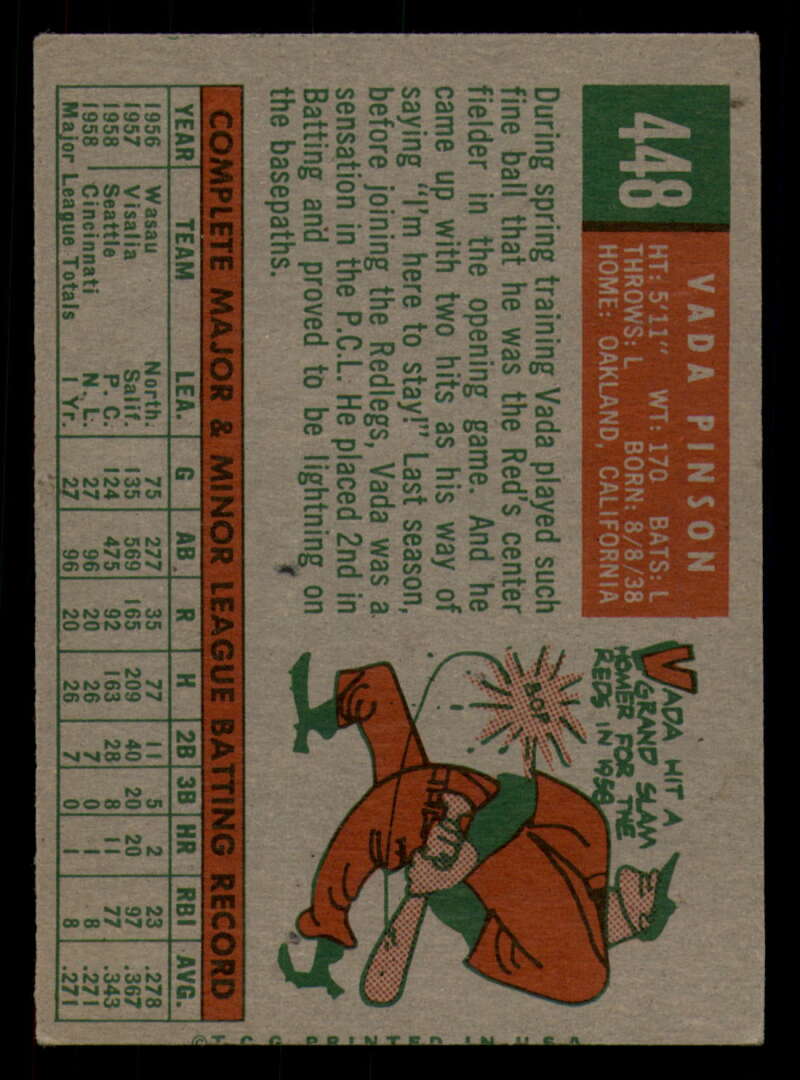 448
VADA PINSON
HT: 5'11" WT: 170 BATS: L
THROWS: L BORN: 8/8/38
HOME: OAKLAND, CALIFORNIA
During spring training Vada played such
fine ball that he was the Red's center
fielder in the opening game. And he
came up with two hits as his way of
saying "I'm here to stay!" Last season,
before joining the Redlegs, Vada was a
sensation in the P.C.L. He placed 2nd in
Batting and proved to be lightning on
the basepaths.
VADA HIT A
GRAND SLAM
HOMER FOR THE
REDS IN 1958
BOP
COMPLETE MAJOR & MINOR LEAGUE BATTING RECORD
YEAR TEAM LEA. G AB R H 2B 3B HR RBI AVG.
1956 Wasau North. 75 277 35 77 11 5 2 23 .278
1957 Visalia Salif. 135 569 165 209 40 20 20 97 .367
1958 Seattle P. C. 124 475 92 163 28 8 11 77 .343
1958 Cincinnati N. L. 27 96 20 26 7 0 1 8 .271
Major League Totals 1 Yr. 27 96 20 26 7 0 1 8 .271
© T. C. G. PRINTED IN U.S.A.